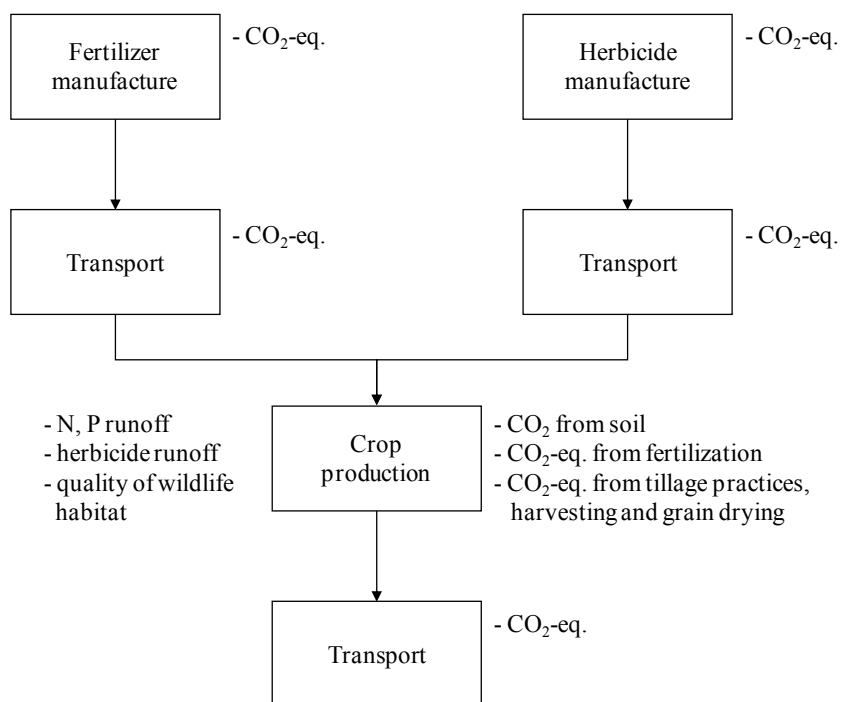 Fertilizer
manufacture
- CO₂-eq.
Herbicide
manufacture
- CO₂-eq.
Transport
- CO₂-eq.
Transport
- CO₂-eq.
- N, P runoff
- herbicide runoff
- quality of wildlife
habitat
Crop
production
- CO₂ from soil
- CO₂-eq. from fertilization
- CO₂-eq. from tillage practices,
harvesting and grain drying
Transport
- CO₂-eq.